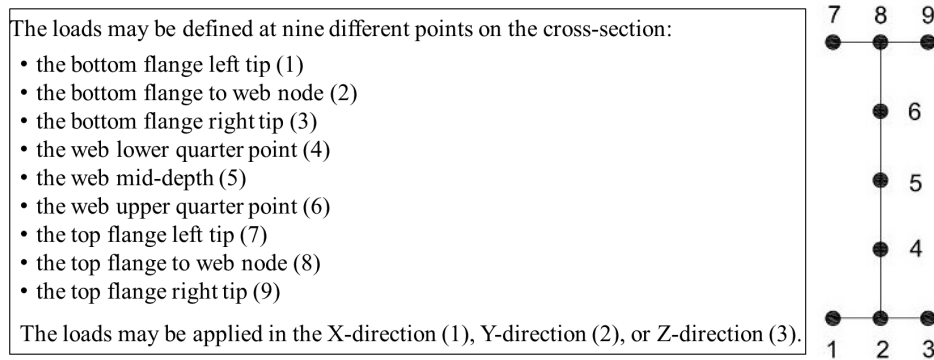 The loads may be defined at nine different points on the cross-section:
• the bottom flange left tip (1)
• the bottom flange to web node (2)
• the bottom flange right tip (3)
• the web lower quarter point (4)
• the web mid-depth (5)
• the web upper quarter point (6)
• the top flange left tip (7)
• the top flange to web node (8)
• the top flange right tip (9)
The loads may be applied in the X-direction (1), Y-direction (2), or Z-direction (3).
7 8 9
6
5
4
1 2 3